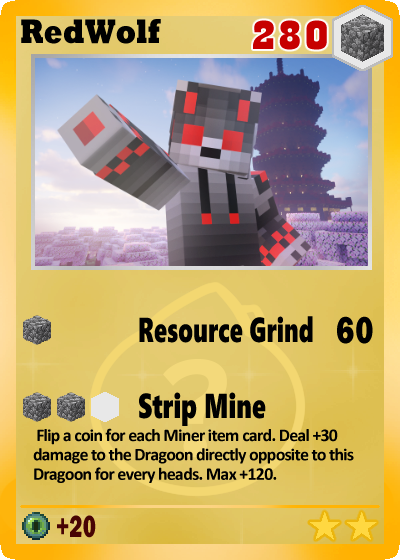 RedWolf 280
Resource Grind 60
Strip Mine
Flip a coin for each Miner item card. Deal +30
damage to the Dragoon directly opposite to this
Dragoon for every heads. Max +120.
+20